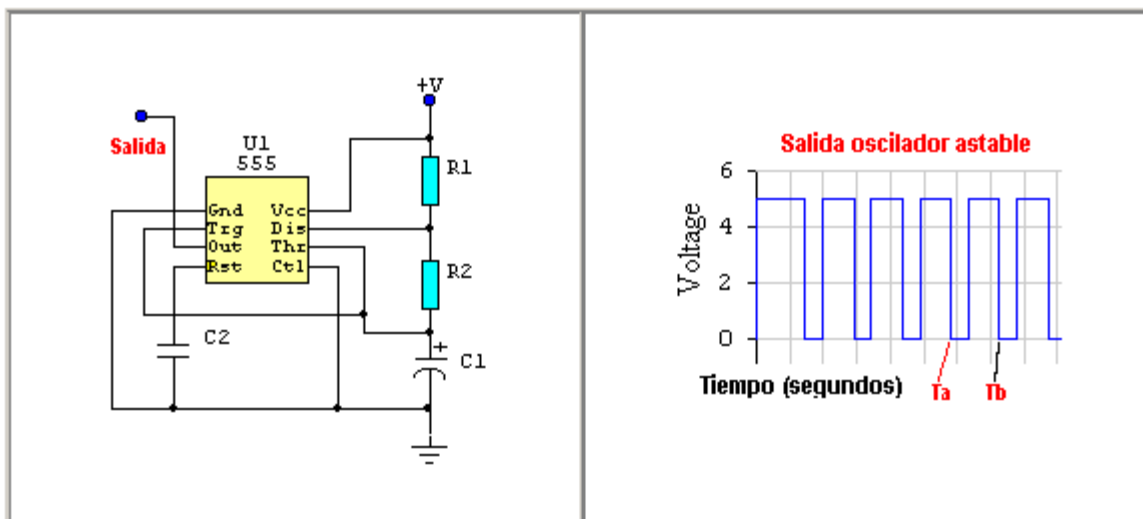 +V
Salida
U1
555
R1
Gnd Vcc
Trg Dis
Out Thr
Rst Ctl
R2
C2
C1
Salida oscilador astable
6
4
2
0
Voltage
Tiempo (segundos)
Ta
Tb
+